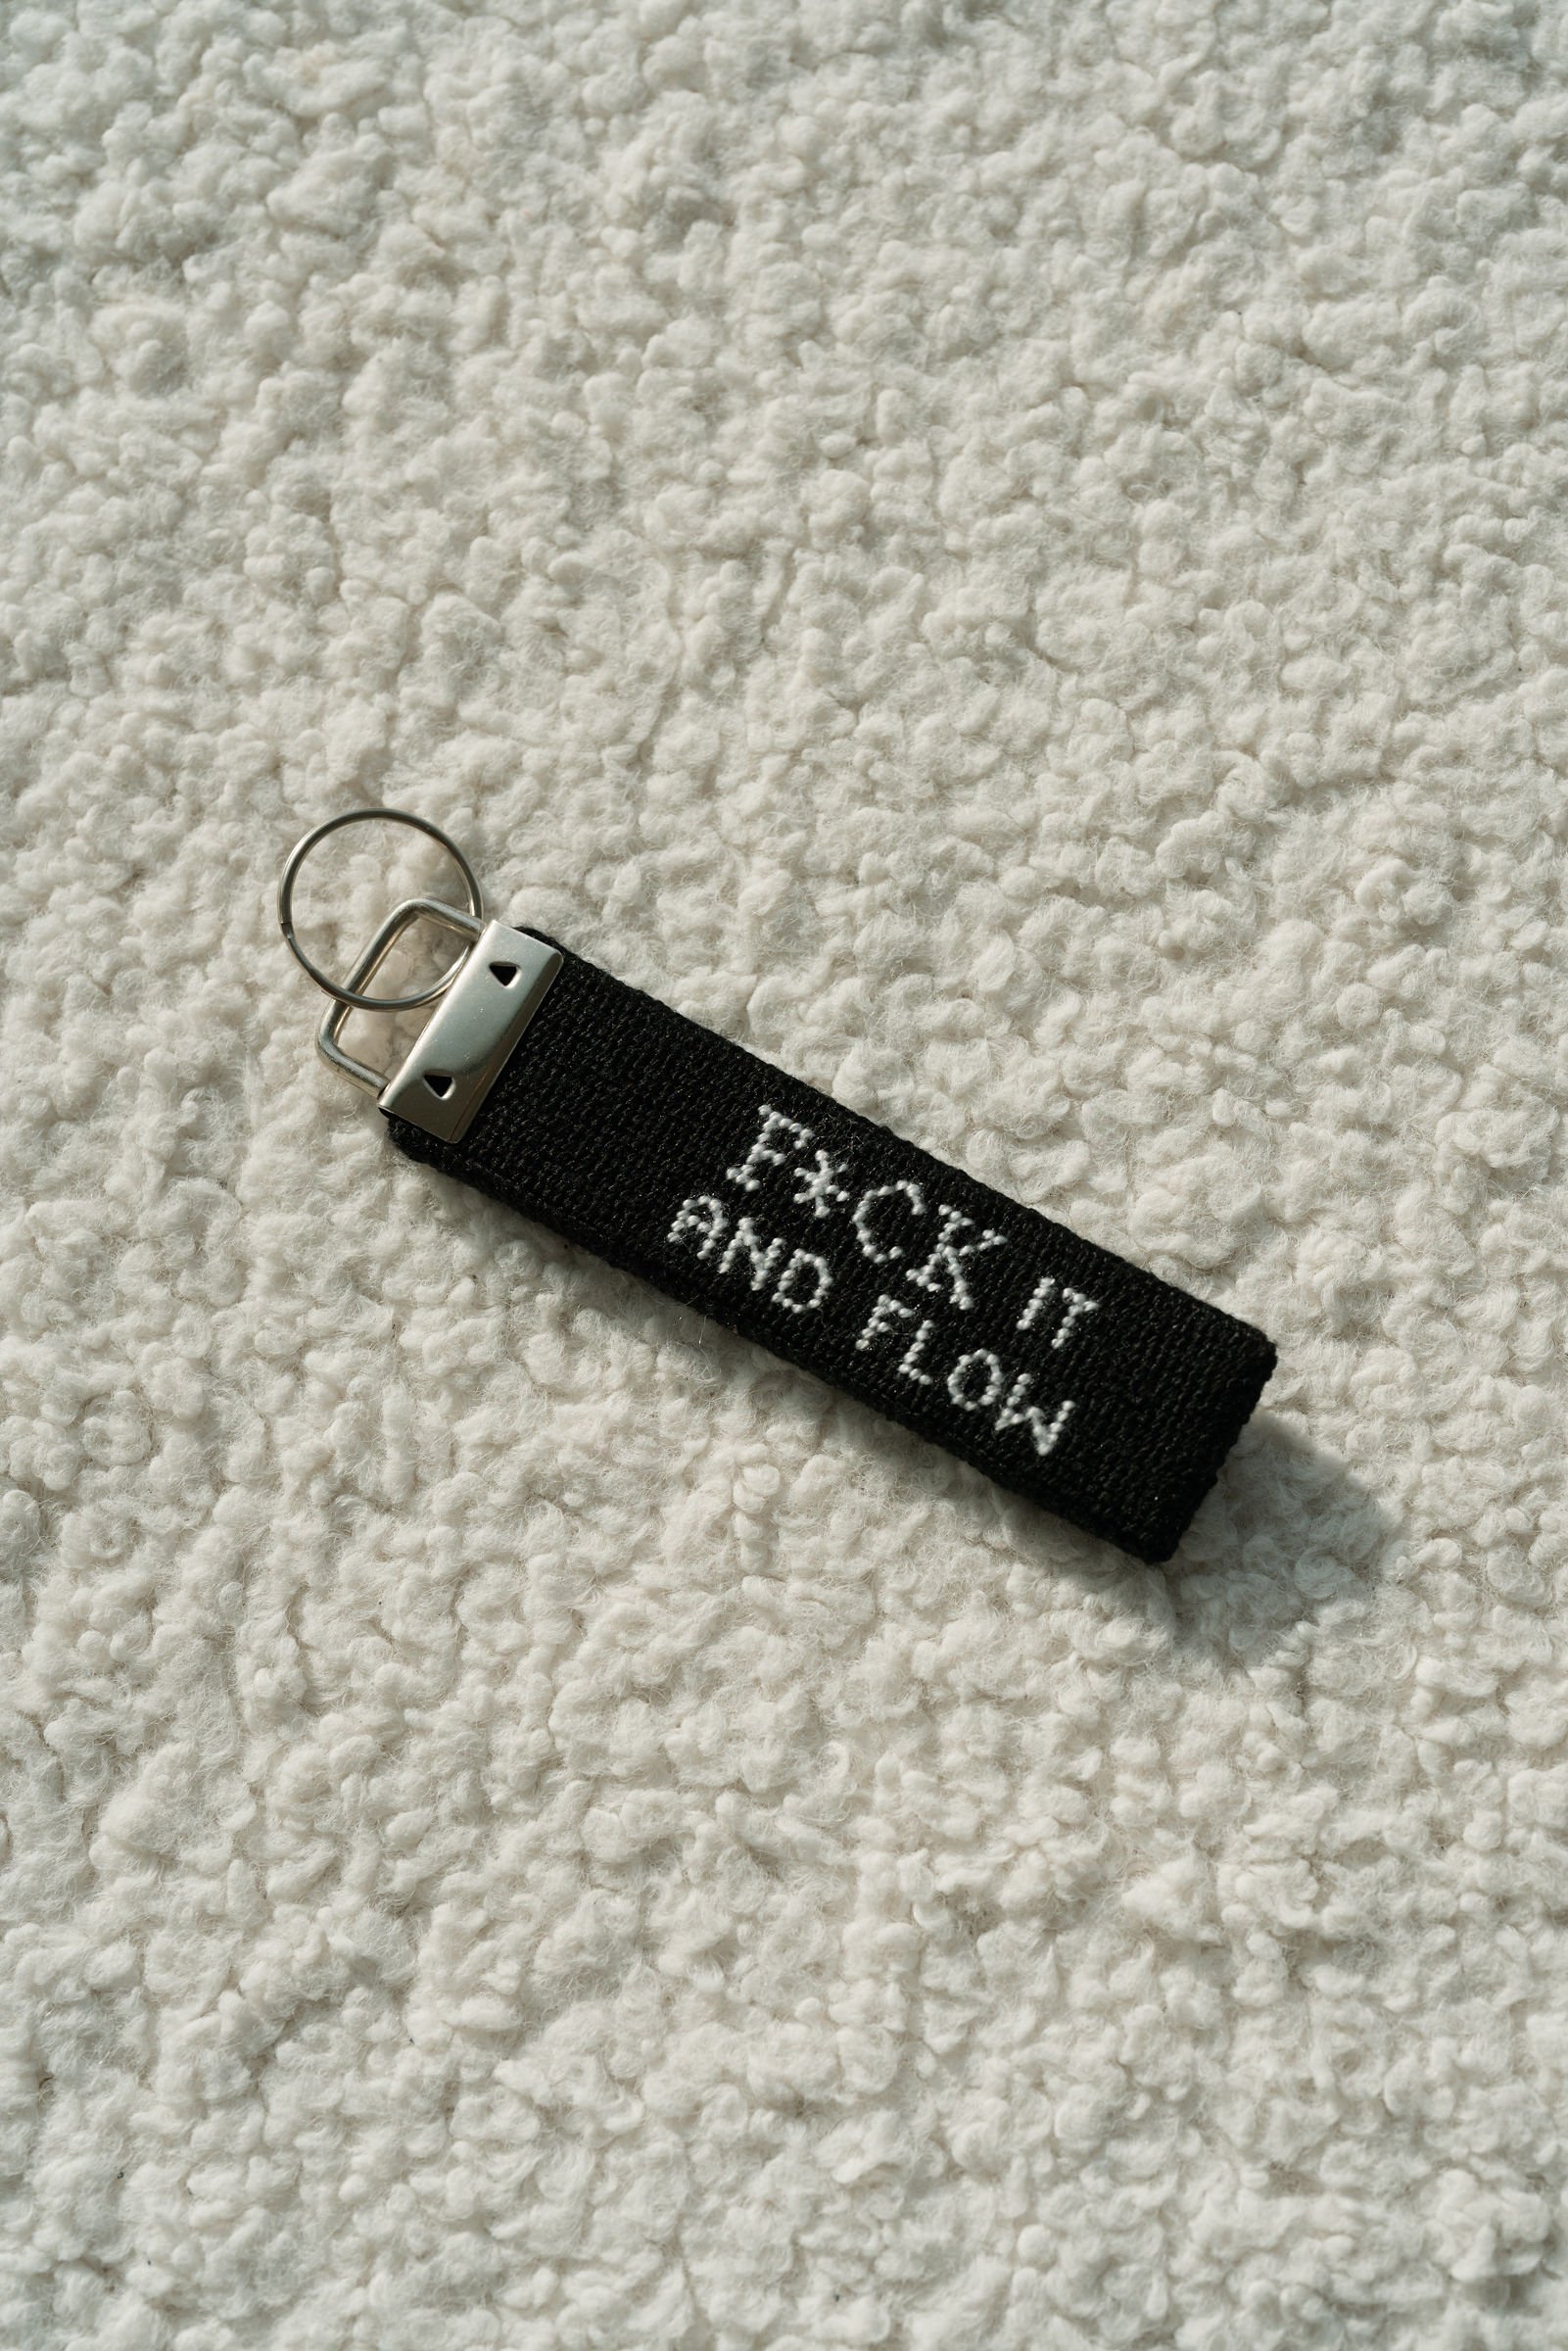 F*CK IT
AND FLOW